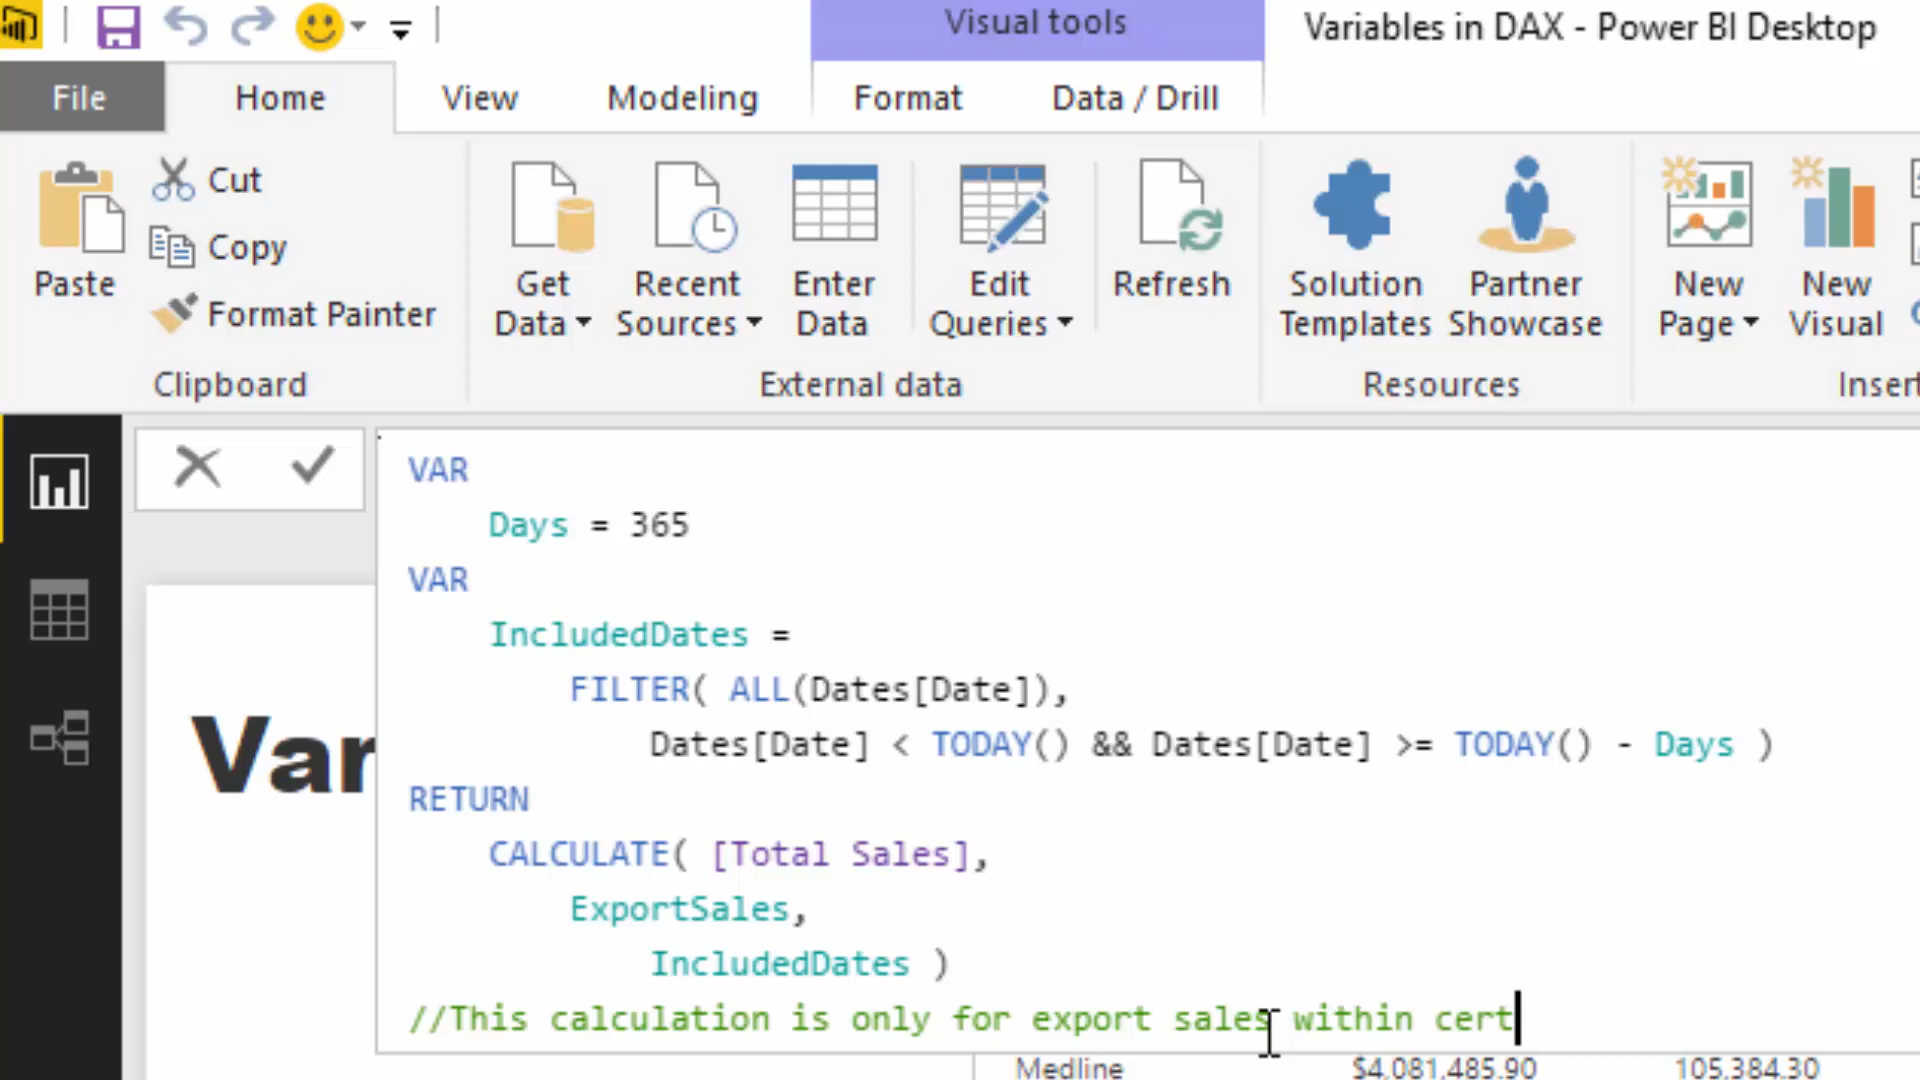 Visual tools
Variables in DAX - Power BI Desktop
File Home View Modeling Format Data / Drill
Paste
Cut
Copy
Format Painter
Clipboard
Get Data
Recent Sources
Enter Data
Edit Queries
Refresh
External data
Solution Templates
Partner Showcase
Resources
New Page
New Visual
Insert
VAR
Days = 365
VAR
IncludedDates =
FILTER( ALL(Dates[Date]),
Dates[Date] < TODAY() && Dates[Date] >= TODAY() - Days )
RETURN
CALCULATE( [Total Sales],
ExportSales,
IncludedDates )
//This calculation is only for export sales within cert
Var
Medline $4,081,485.90 105,384.30